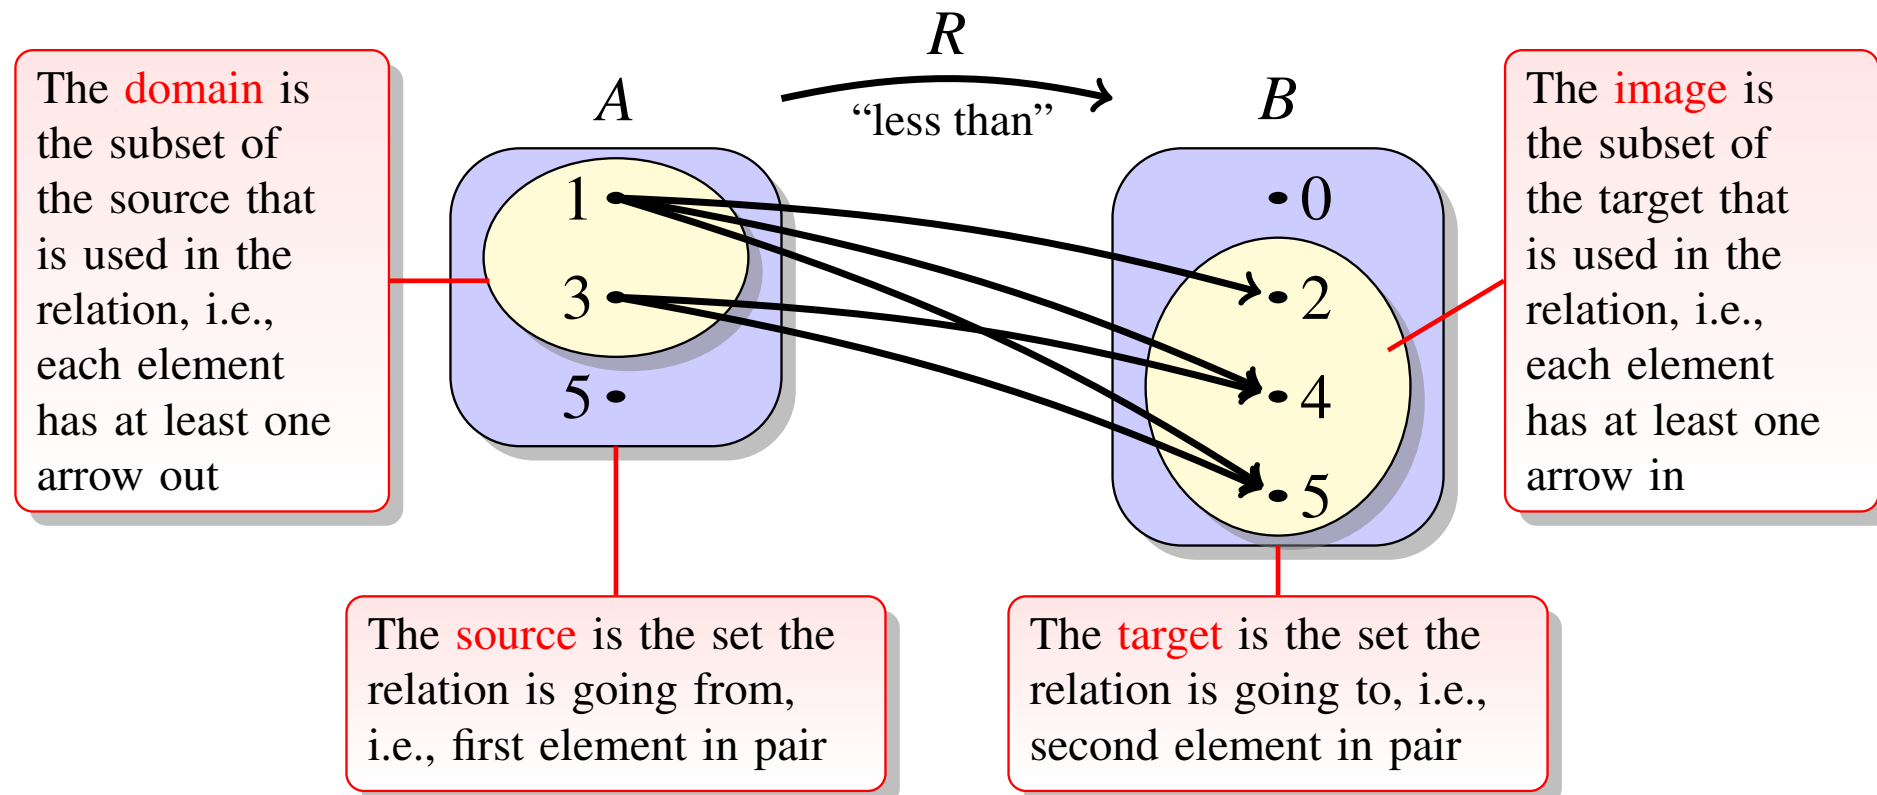 The domain is
the subset of
the source that
is used in the
relation, i.e.,
each element
has at least one
arrow out
R
“less than”
A
1
3
5
B
0
2
4
5
The image is
the subset of
the target that
is used in the
relation, i.e.,
each element
has at least one
arrow in
The source is the set the
relation is going from,
i.e., first element in pair
The target is the set the
relation is going to, i.e.,
second element in pair